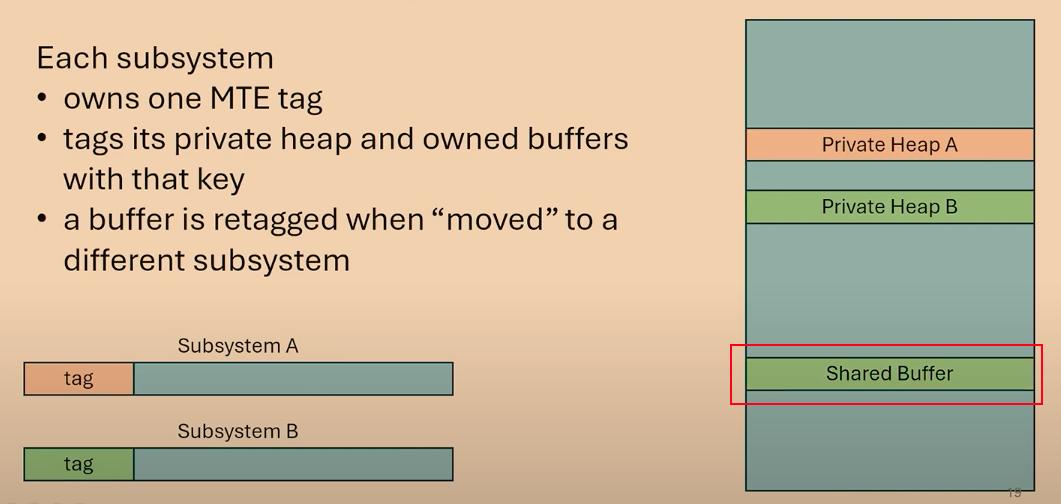 Each subsystem
• owns one MTE tag
• tags its private heap and owned buffers
with that key
• a buffer is retagged when “moved” to a
different subsystem
Subsystem A
tag
Subsystem B
tag
Private Heap A
Private Heap B
Shared Buffer
19